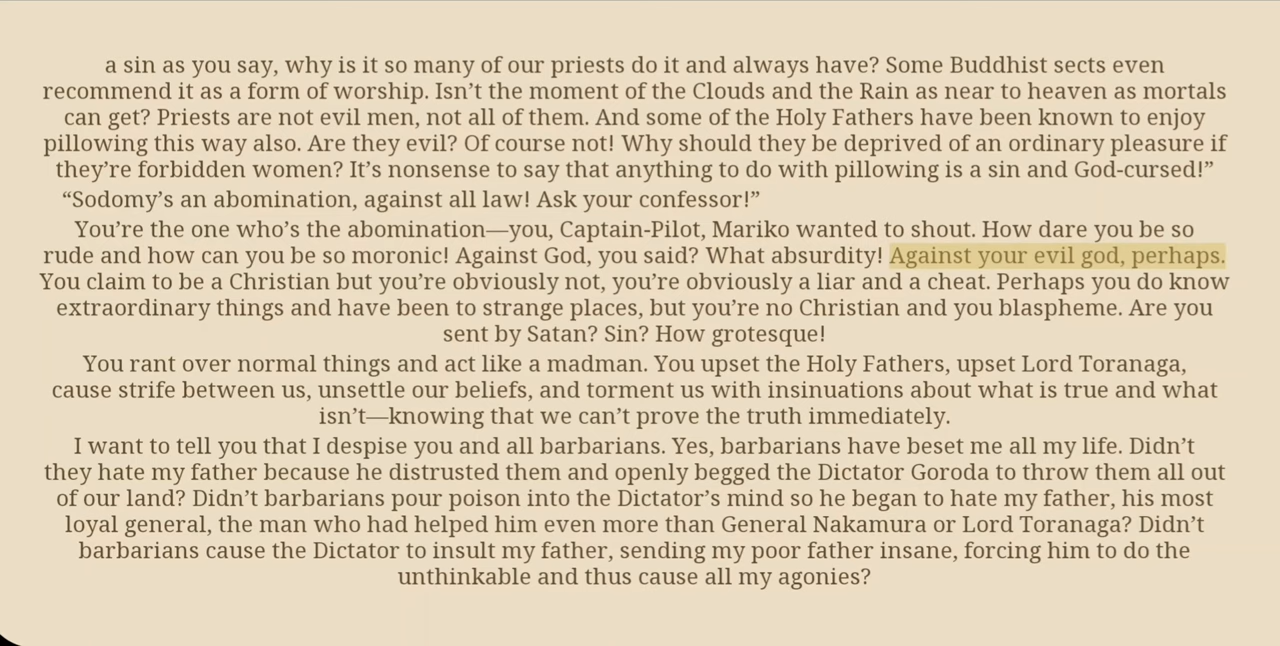 a sin as you say, why is it so many of our priests do it and always have? Some Buddhist sects even
recommend it as a form of worship. Isn’t the moment of the Clouds and the Rain as near to heaven as mortals
can get? Priests are not evil men, not all of them. And some of the Holy Fathers have been known to enjoy
pillowing this way also. Are they evil? Of course not! Why should they be deprived of an ordinary pleasure if
they’re forbidden women? It’s nonsense to say that anything to do with pillowing is a sin and God-cursed!”
“Sodomy’s an abomination, against all law! Ask your confessor!”
You’re the one who’s the abomination—you, Captain-Pilot, Mariko wanted to shout. How dare you be so
rude and how can you be so moronic! Against God, you said? What absurdity! Against your evil god, perhaps.
You claim to be a Christian but you’re obviously not, you’re obviously a liar and a cheat. Perhaps you do know
extraordinary things and have been to strange places, but you’re no Christian and you blaspheme. Are you
sent by Satan? Sin? How grotesque!
You rant over normal things and act like a madman. You upset the Holy Fathers, upset Lord Toranaga,
cause strife between us, unsettle our beliefs, and torment us with insinuations about what is true and what
isn’t—knowing that we can’t prove the truth immediately.
I want to tell you that I despise you and all barbarians. Yes, barbarians have beset me all my life. Didn’t
they hate my father because he distrusted them and openly begged the Dictator Goroda to throw them all out
of our land? Didn’t barbarians pour poison into the Dictator’s mind so he began to hate my father, his most
loyal general, the man who had helped him even more than General Nakamura or Lord Toranaga? Didn’t
barbarians cause the Dictator to insult my father, sending my poor father insane, forcing him to do the
unthinkable and thus cause all my agonies?